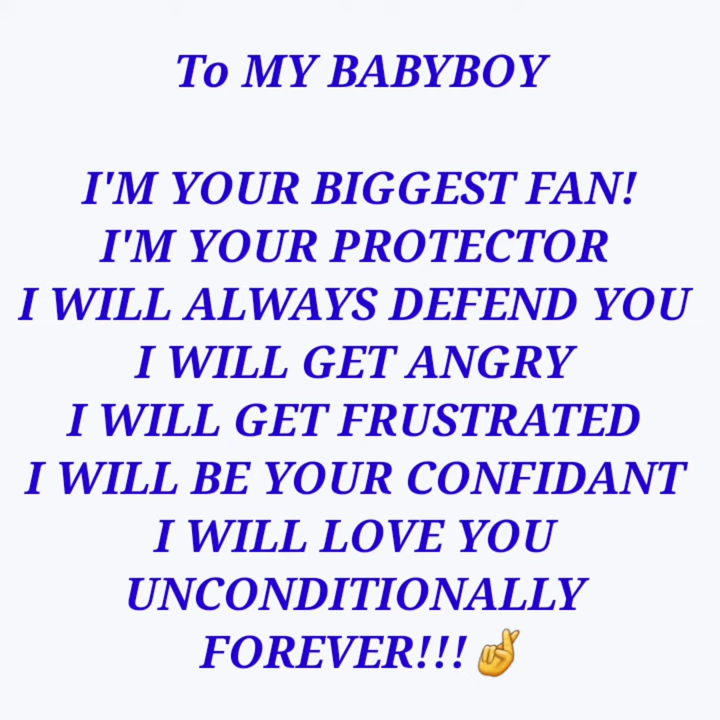 To MY BABYBOY
I'M YOUR BIGGEST FAN!
I'M YOUR PROTECTOR
I WILL ALWAYS DEFEND YOU
I WILL GET ANGRY
I WILL GET FRUSTRATED
I WILL BE YOUR CONFIDANT
I WILL LOVE YOU
UNCONDITIONALLY
FOREVER!!!🤞